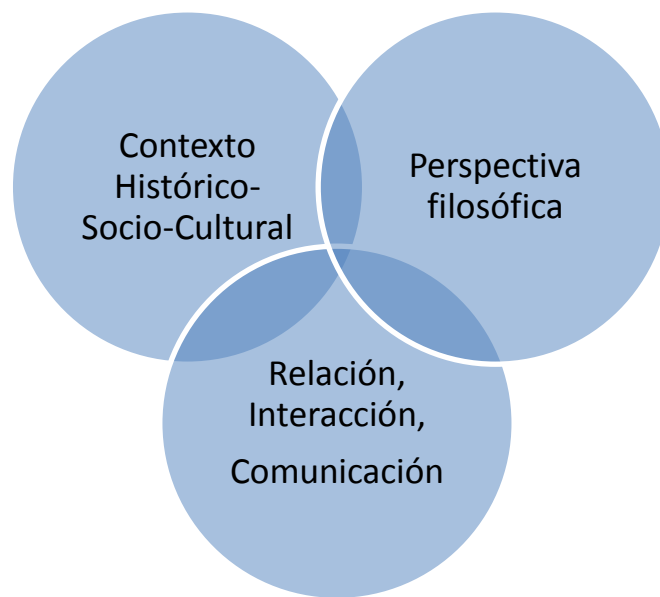 Contexto
Histórico-
Socio-Cultural
Perspectiva
filosófica
Relación,
Interacción,
Comunicación